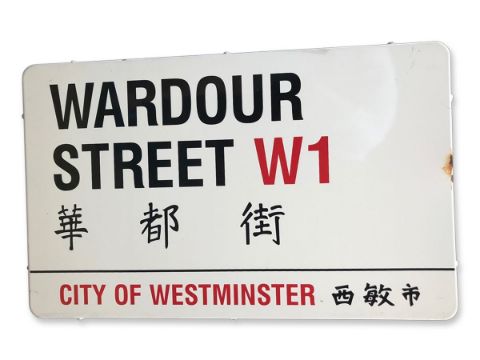 WARDOUR
STREET W1
華都街
CITY OF WESTMINSTER 西敏市